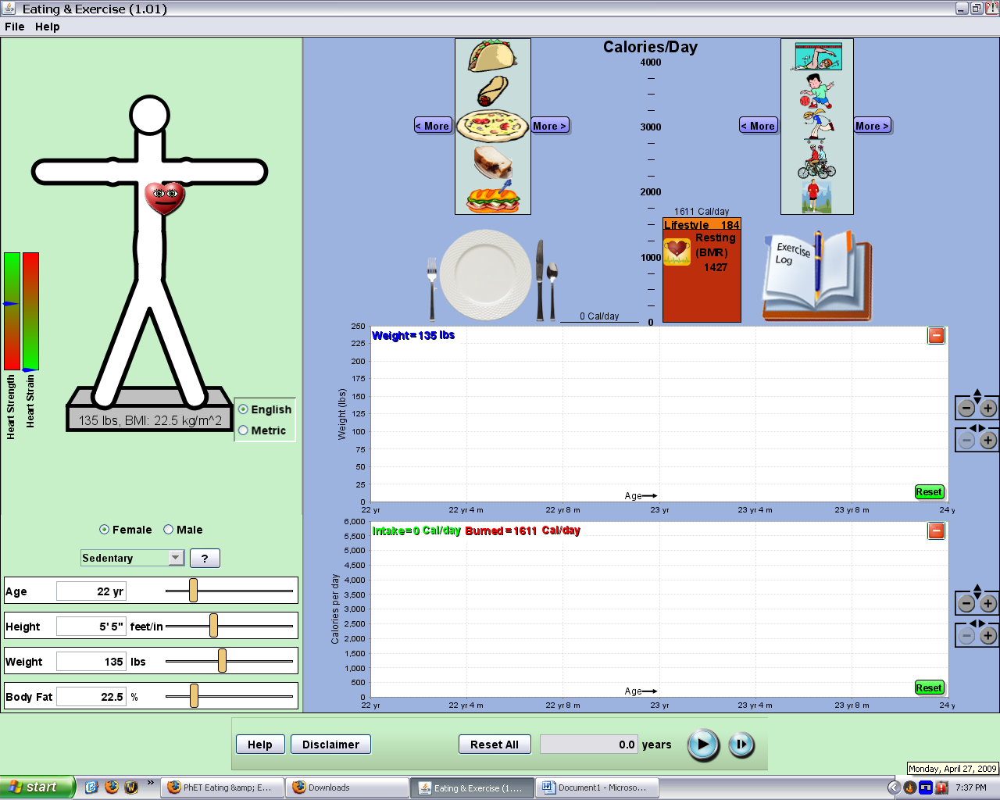 Eating & Exercise (1.01)
File Help
Calories/Day
4000
3000
2000
1000
0
< More
More >
< More
More >
1611 Cal/day
Lifestyle 184
Resting
(BMR)
1427
0 Cal/day
Exercise
Log
Heart Strength
Heart Strain
135 lbs, BMI: 22.5 kg/m^2
English
Metric
Weight = 135 lbs
Weight (lbs)
250
225
200
175
150
125
100
75
50
25
0
Age
Reset
22 yr
22 yr 4 m
22 yr 8 m
23 yr
23 yr 4 m
23 yr 8 m
24 y
Intake = 0 Cal/day Burned = 1611 Cal/day
Calories per day
6,000
5,500
5,000
4,500
4,000
3,500
3,000
2,500
2,000
1,500
1,000
500
0
Age
Reset
22 yr
22 yr 4 m
22 yr 8 m
23 yr
23 yr 4 m
23 yr 8 m
24 y
Female
Male
Sedentary
?
Age 22 yr
Height 5' 5" feet/in
Weight 135 lbs
Body Fat 22.5 %
Help
Disclaimer
Reset All
0.0 years
Monday, April 27, 2009
start
»
PhET Eating &amp; E...
Downloads
Eating & Exercise (1....
Document1 - Microso...
7:37 PM